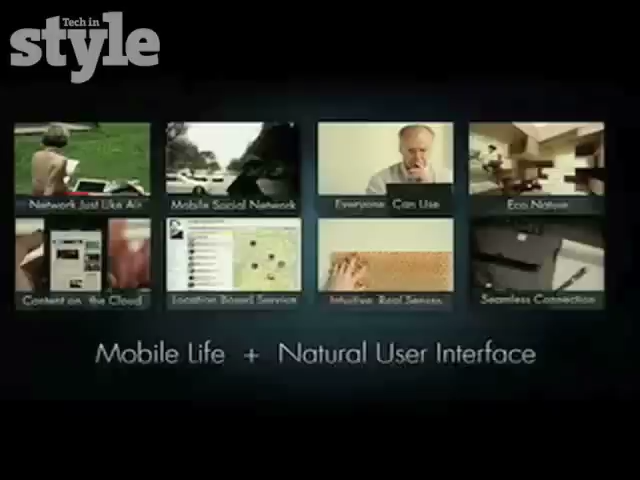 Tech in
style
Network Just Like Air
Mobile Social Network
Everyone Can Use
Eco Nature
Content on the Cloud
Location Based Service
Intuitive Real Senses
Seamless Connection
Mobile Life + Natural User Interface